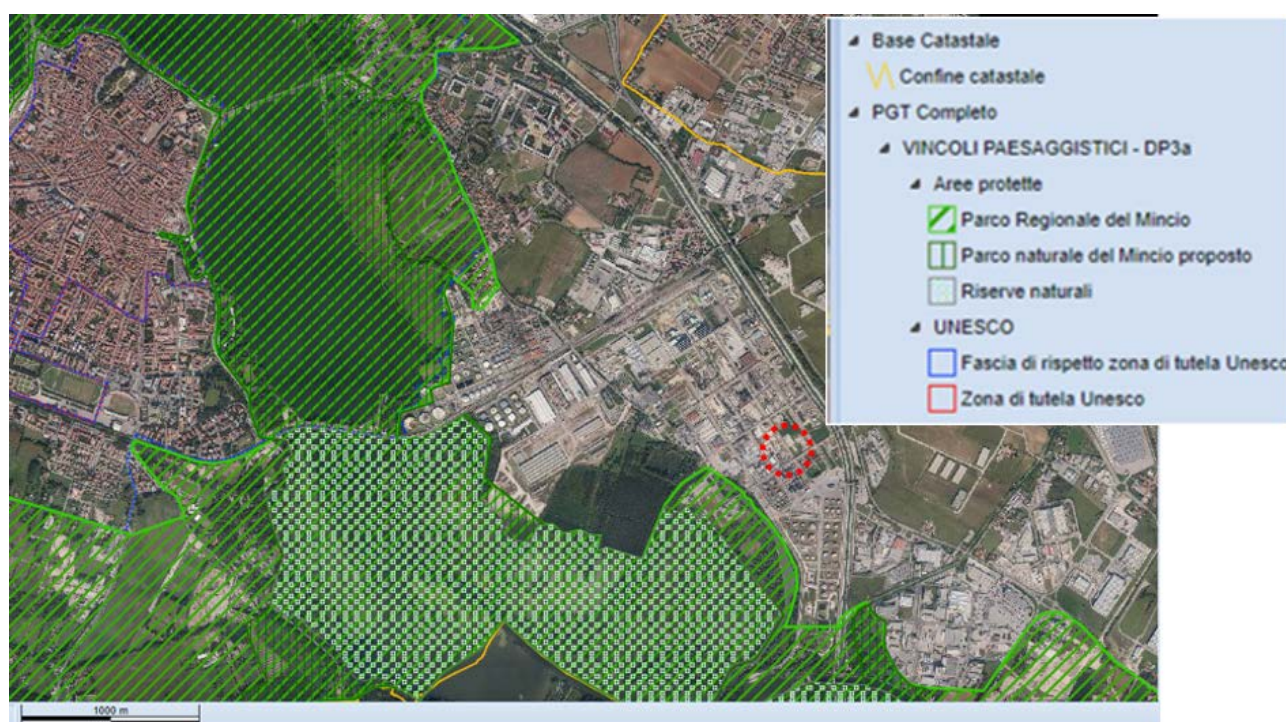 Base Catastale
Confine catastale
PGT Completo
VINCOLI PAESAGGISTICI - DP3a
Aree protette
Parco Regionale del Mincio
Parco naturale del Mincio proposto
Riserve naturali
UNESCO
Fascia di rispetto zona di tutela Unesco
Zona di tutela Unesco
1000 m